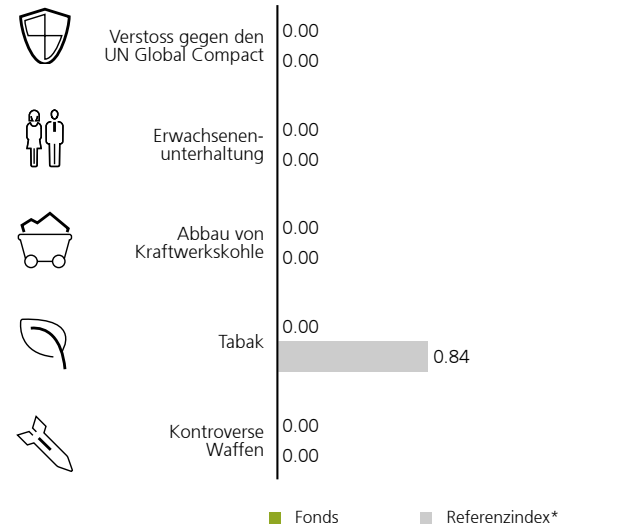 Verstoss gegen den
UN Global Compact
0.00
0.00
Erwachsenen-
unterhaltung
0.00
0.00
Abbau von
Kraftwerkskohle
0.00
0.00
Tabak
0.00
0.84
Kontroverse
Waffen
0.00
0.00
Fonds
Referenzindex*